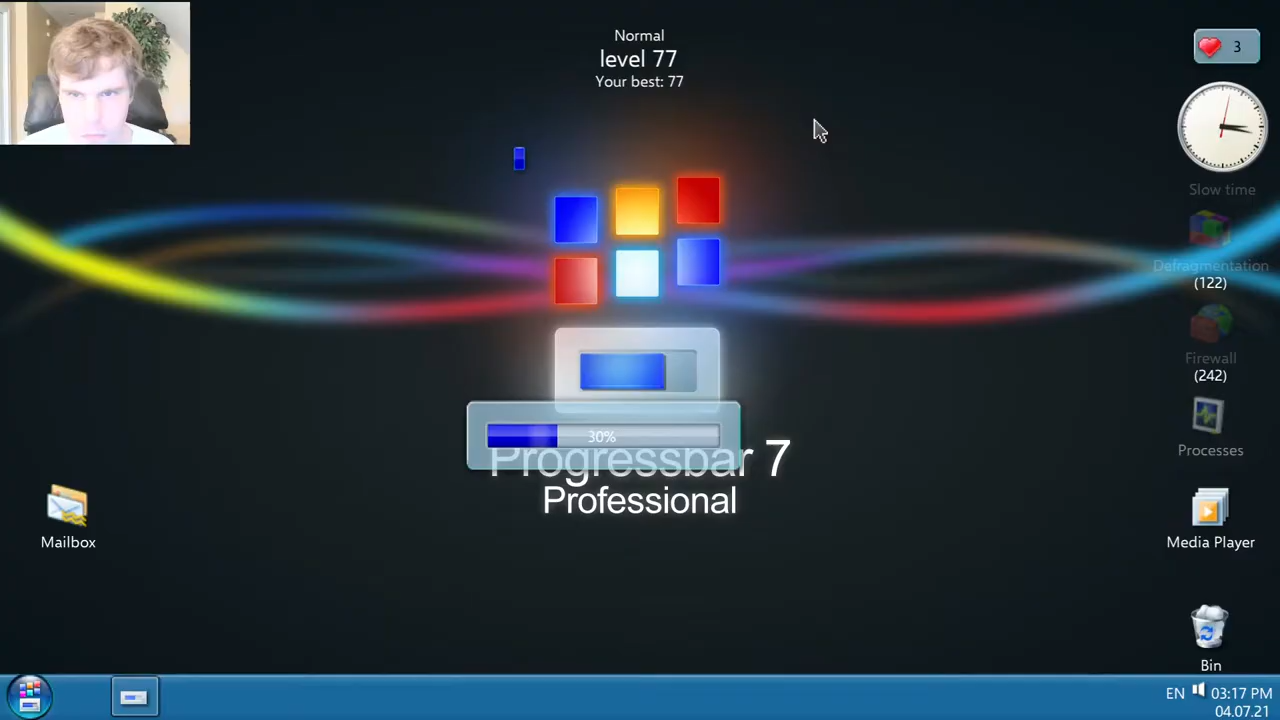 Normal
level 77
Your best: 77
3
Slow time
Defragmentation
(122)
Firewall
(242)
Processes
30%
Progressbar 7
Professional
Mailbox
Media Player
Bin
EN 03:17 PM
04.07.21